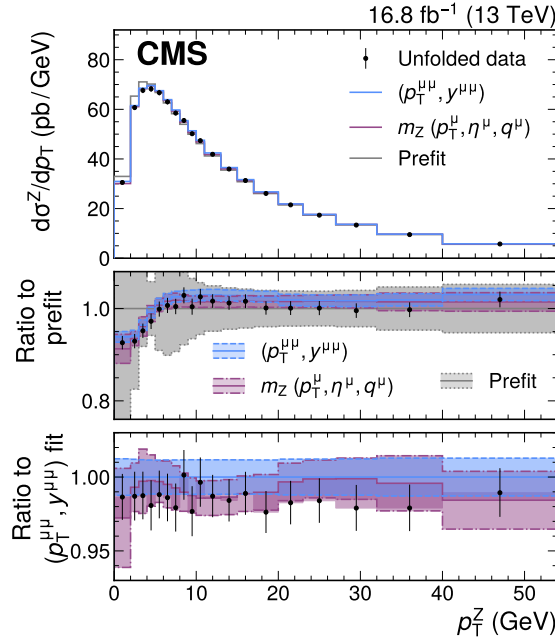 16.8 fb⁻¹ (13 TeV)
CMS
dσᶻ/dp_T (pb/GeV)
80
60
40
20
0
Unfolded data
(p_T^μμ, y^μμ)
m_Z (p_T^μ, η^μ, q^μ)
Prefit
Ratio to
prefit
1.0
0.8
(p_T^μμ, y^μμ)
m_Z (p_T^μ, η^μ, q^μ)
Prefit
Ratio to
(p_T^μμ, y^μμ) fit
1.00
0.95
0 10 20 30 40 50
p_T^Z (GeV)